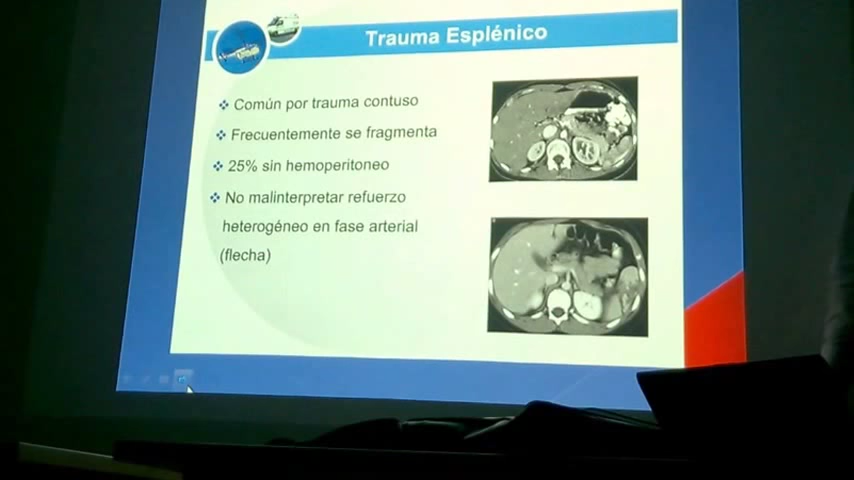 Trauma Esplénico
Común por trauma contuso
Frecuentemente se fragmenta
25% sin hemoperitoneo
No malinterpretar refuerzo
heterogéneo en fase arterial
(flecha)